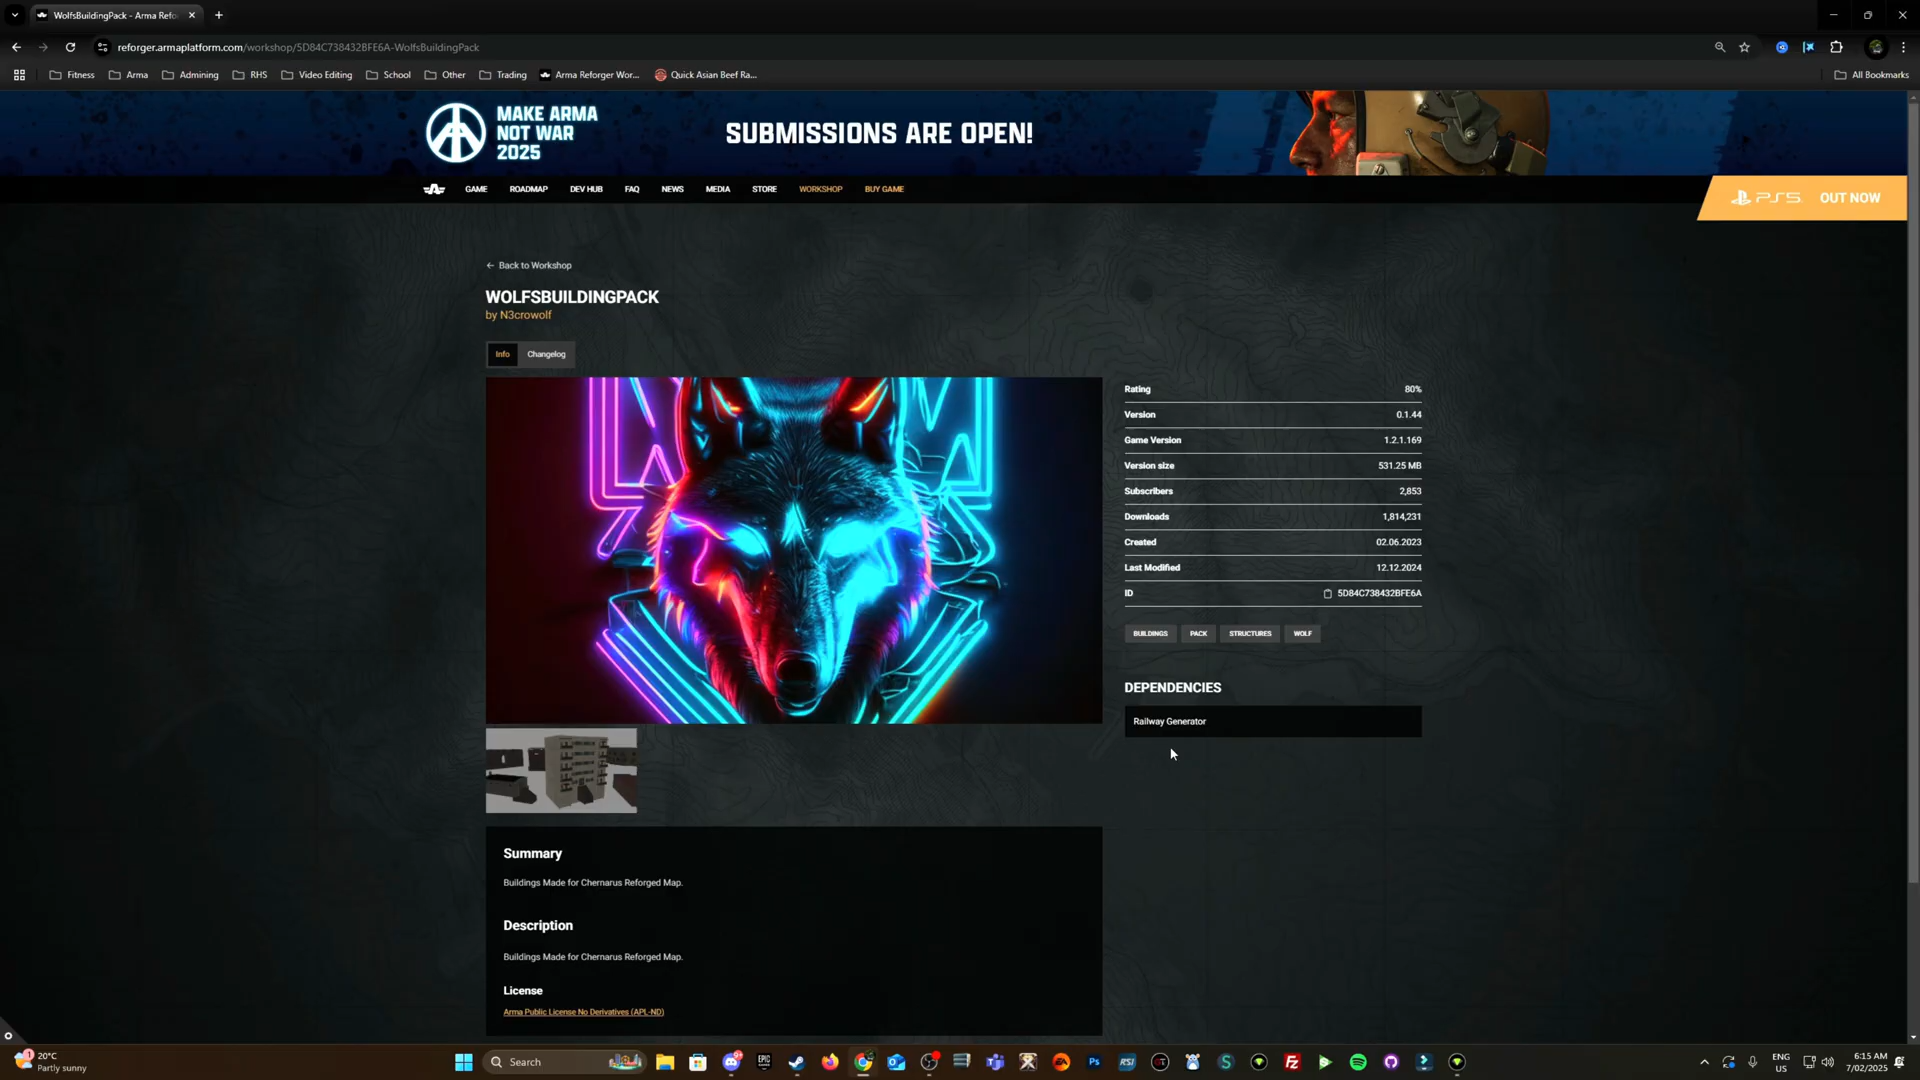 WolfsBuildingPack - Arma Refo
reforger.armaplatform.com/workshop/5D84C738432BFE6A-WolfsBuildingPack
Fitness
Arma
Admining
RHS
Video Editing
School
Other
Trading
Arma Reforger Wor...
Quick Asian Beef Ra...
All Bookmarks
MAKE ARMA
NOT WAR
2025
SUBMISSIONS ARE OPEN!
GAME
ROADMAP
DEV HUB
FAQ
NEWS
MEDIA
STORE
WORKSHOP
BUY GAME
PS5 OUT NOW
← Back to Workshop
WOLFSBUILDINGPACK
by N3crowolf
Info
Changelog
Rating 80%
Version 0.1.44
Game Version 1.2.1.169
Version size 531.25 MB
Subscribers 2,853
Downloads 1,814,231
Created 02.06.2023
Last Modified 12.12.2024
ID 5D84C738432BFE6A
BUILDINGS
PACK
STRUCTURES
WOLF
DEPENDENCIES
Railway Generator
Summary
Buildings Made for Chernarus Reforged Map.
Description
Buildings Made for Chernarus Reforged Map.
License
Arma Public License No Derivatives (APL-ND)
20°C
Partly sunny
Search
EPIC
Ps
RSI
ENG
US
6:15 AM
7/02/2025